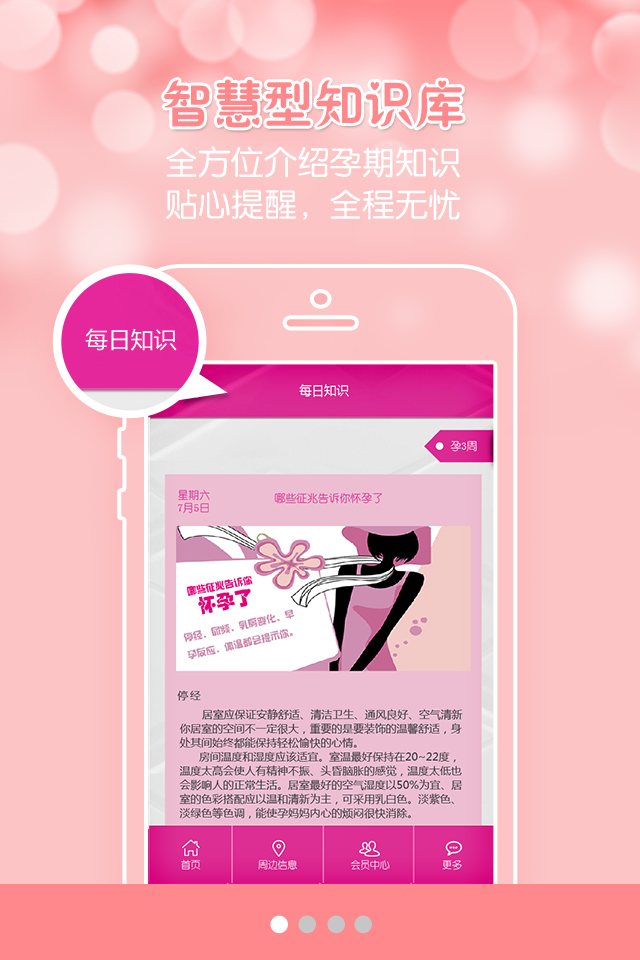 智慧型知识库
全方位介绍孕期知识
贴心提醒，全程无忧
每日知识
每日知识
孕3周
星期六
7月5日
哪些征兆告诉你怀孕了
哪些征兆告诉你
怀孕了
停经、尿频、乳房变化、早
孕反应、体温都会提示你。
停经
居室应保证安静舒适、清洁卫生、通风良好、空气清新
你居室的空间不一定很大，重要的是要装饰的温馨舒适，身
处其间始终都能保持轻松愉快的心情。
房间温度和湿度应该适宜。室温最好保持在20~22度，
温度太高会使人有精神不振、头昏脑胀的感觉，温度太低也
会影响人的正常生活。居室最好的空气湿度以50%为宜、居
室的色彩搭配应以温和清新为主，可采用乳白色。淡紫色、
淡绿色等色调，能使孕妈妈内心的烦闷很快消除。
首页
周边信息
会员中心
更多